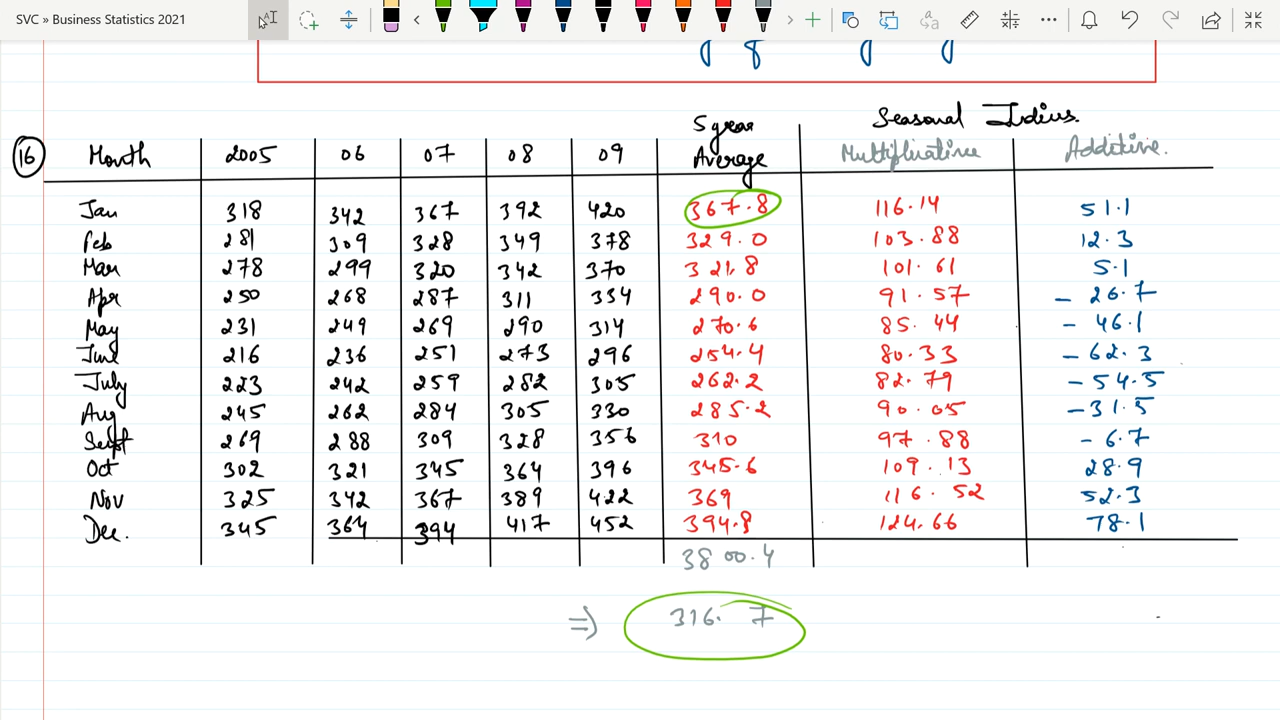 SVC » Business Statistics 2021
5 year Seasonal Indius.
16 Month 2005 06 07 08 09 Average Multiplicative Additive.
Jan 318 342 367 392 420 367.8 116.14 51.1
Feb 281 309 328 349 378 329.0 103.88 12.3
Mar 278 299 320 342 370 321.8 101.61 5.1
Apr 250 268 287 311 334 290.0 91.57 - 26.7
May 231 249 269 290 314 270.6 85.44 - 46.1
June 216 236 251 273 296 254.4 80.33 - 62.3
July 223 242 259 282 305 262.2 82.79 - 54.5
Aug 245 262 284 305 330 285.2 90.05 - 31.5
Sept 269 288 309 328 356 310 97.88 - 6.7
Oct 302 321 345 364 396 345.6 109.13 28.9
Nov 325 342 367 389 422 369 116.52 52.3
Dec. 345 364 394 417 452 394.8 124.66 78.1
3800.4
⇒ 316.7